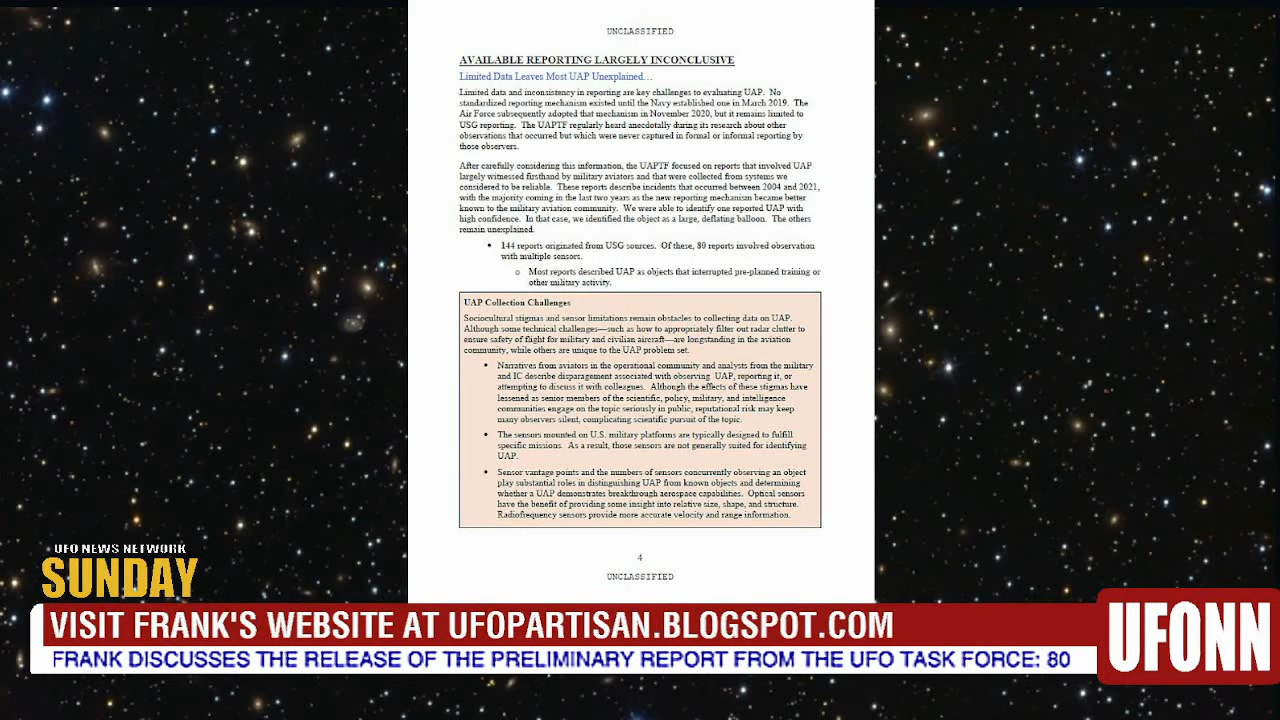 UNCLASSIFIED
AVAILABLE REPORTING LARGELY INCONCLUSIVE
Limited Data Leaves Most UAP Unexplained…
Limited data and inconsistency in reporting are key challenges to evaluating UAP. No
standardized reporting mechanism existed until the Navy established one in March 2019. The
Air Force subsequently adopted that mechanism in November 2020, but it remains limited to
USG reporting. The UAPTF regularly heard anecdotally during its research about other
observations that occurred but which were never captured in formal or informal reporting by
those observers.
After carefully considering this information, the UAPTF focused on reports that involved UAP
largely witnessed firsthand by military aviators and that were collected from systems we
considered to be reliable. These reports describe incidents that occurred between 2004 and 2021,
with the majority coming in the last two years as the new reporting mechanism became better
known to the military aviation community. We were able to identify one reported UAP with
high confidence. In that case, we identified the object as a large, deflating balloon. The others
remain unexplained.
• 144 reports originated from USG sources. Of these, 80 reports involved observation
with multiple sensors.
o Most reports described UAP as objects that interrupted pre-planned training or
other military activity.
UAP Collection Challenges
Sociocultural stigmas and sensor limitations remain obstacles to collecting data on UAP.
Although some technical challenges—such as how to appropriately filter out radar clutter to
ensure safety of flight for military and civilian aircraft—are longstanding in the aviation
community, while others are unique to the UAP problem set.
• Narratives from aviators in the operational community and analysts from the military
and IC describe disparagement associated with observing UAP, reporting it, or
attempting to discuss it with colleagues. Although the effects of these stigmas have
lessened as senior members of the scientific, policy, military, and intelligence
communities engage on the topic seriously in public, reputational risk may keep
many observers silent, complicating scientific pursuit of the topic.
• The sensors mounted on U.S. military platforms are typically designed to fulfill
specific missions. As a result, those sensors are not generally suited for identifying
UAP.
• Sensor vantage points and the numbers of sensors concurrently observing an object
play substantial roles in distinguishing UAP from known objects and determining
whether a UAP demonstrates breakthrough aerospace capabilities. Optical sensors
have the benefit of providing some insight into relative size, shape, and structure.
Radiofrequency sensors provide more accurate velocity and range information.
4
UNCLASSIFIED
UFO NEWS NETWORK
SUNDAY
VISIT FRANK'S WEBSITE AT UFOPARTISAN.BLOGSPOT.COM
FRANK DISCUSSES THE RELEASE OF THE PRELIMINARY REPORT FROM THE UFO TASK FORCE: 80
UFONN